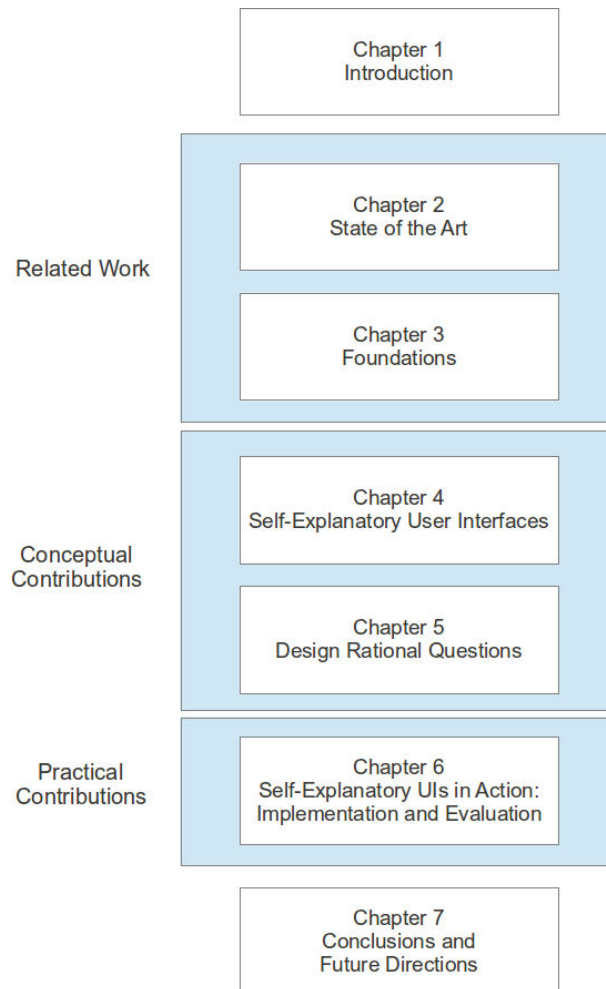 Chapter 1
Introduction
Related Work
Chapter 2
State of the Art
Chapter 3
Foundations
Conceptual
Contributions
Chapter 4
Self-Explanatory User Interfaces
Chapter 5
Design Rational Questions
Practical
Contributions
Chapter 6
Self-Explanatory UIs in Action:
Implementation and Evaluation
Chapter 7
Conclusions and
Future Directions